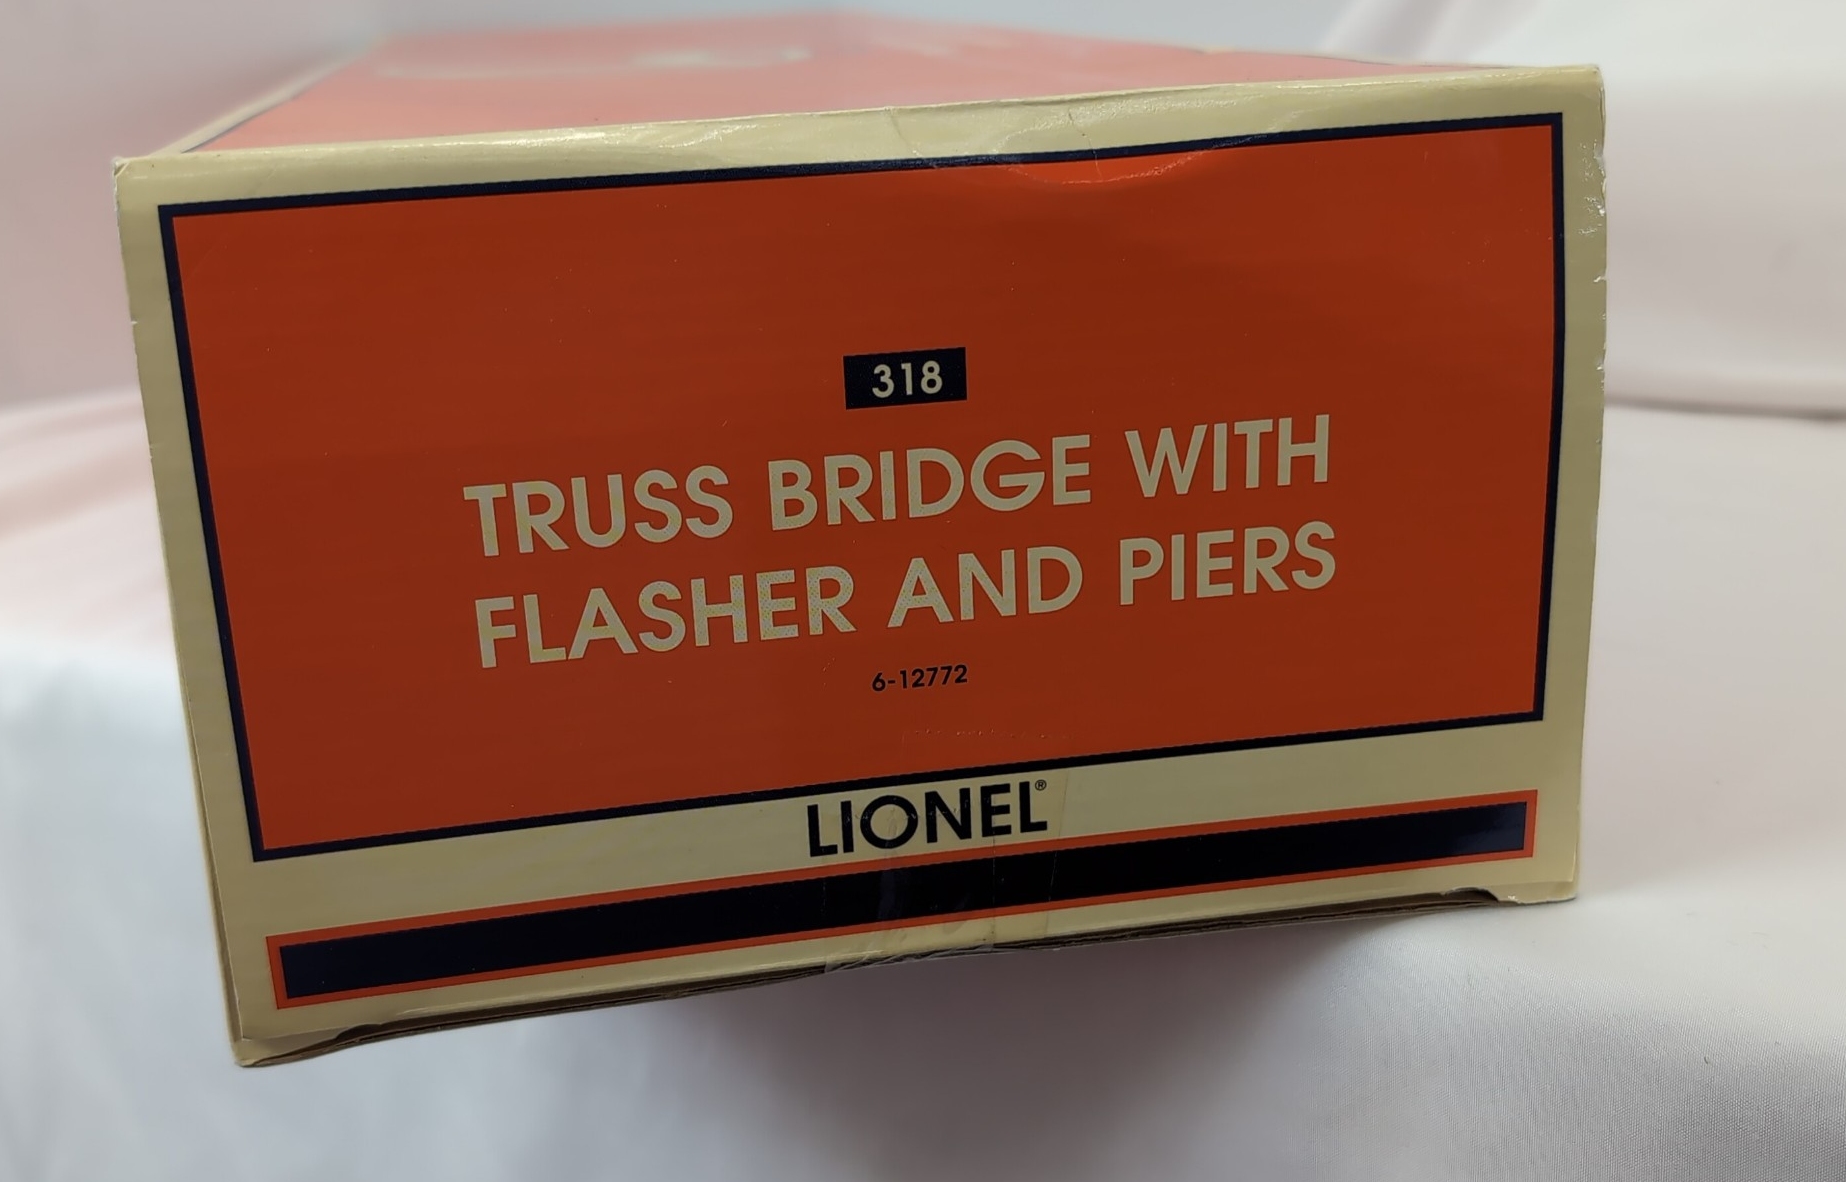 318
TRUSS BRIDGE WITH
FLASHER AND PIERS
6-12772
LIONEL®